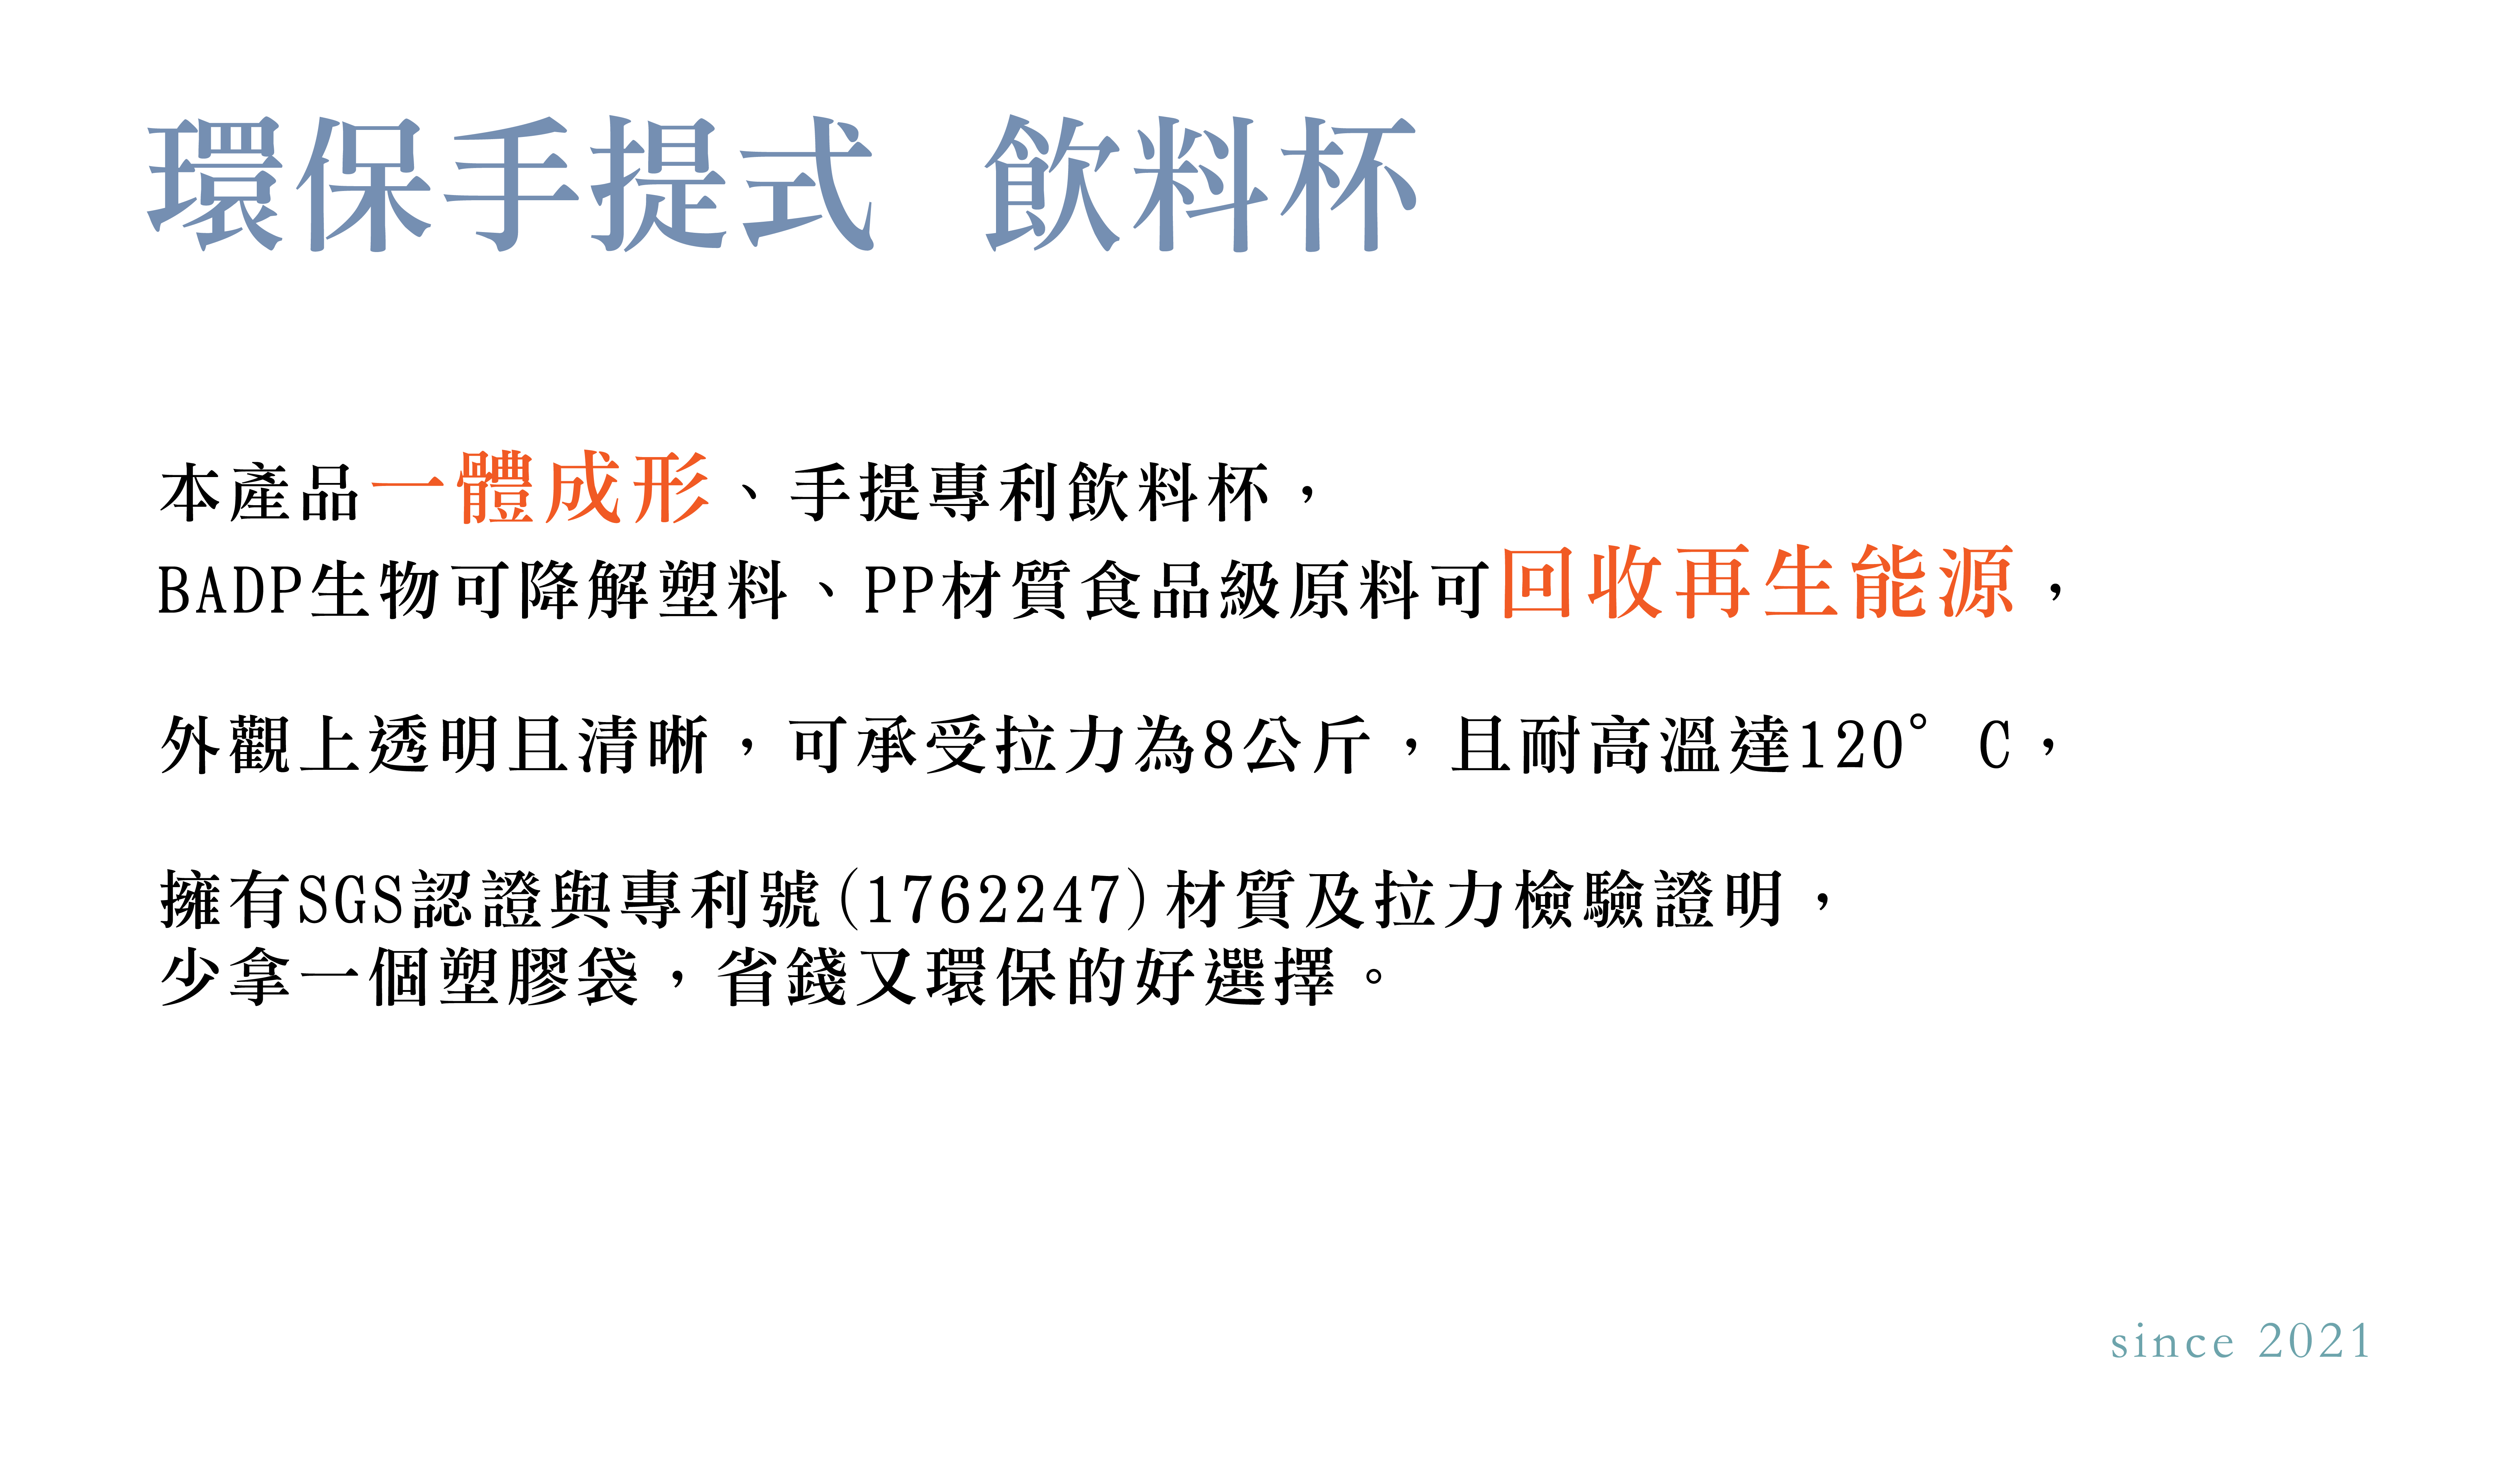 環保手提式 飲料杯
本產品一體成形、手提專利飲料杯，
BADP生物可降解塑料、PP材質食品級原料可回收再生能源，
外觀上透明且清晰，可承受拉力為8公斤，且耐高溫達120° C，
擁有SGS認證與專利號(1762247)材質及拉力檢驗證明，
少拿一個塑膠袋，省錢又環保的好選擇。
since 2021